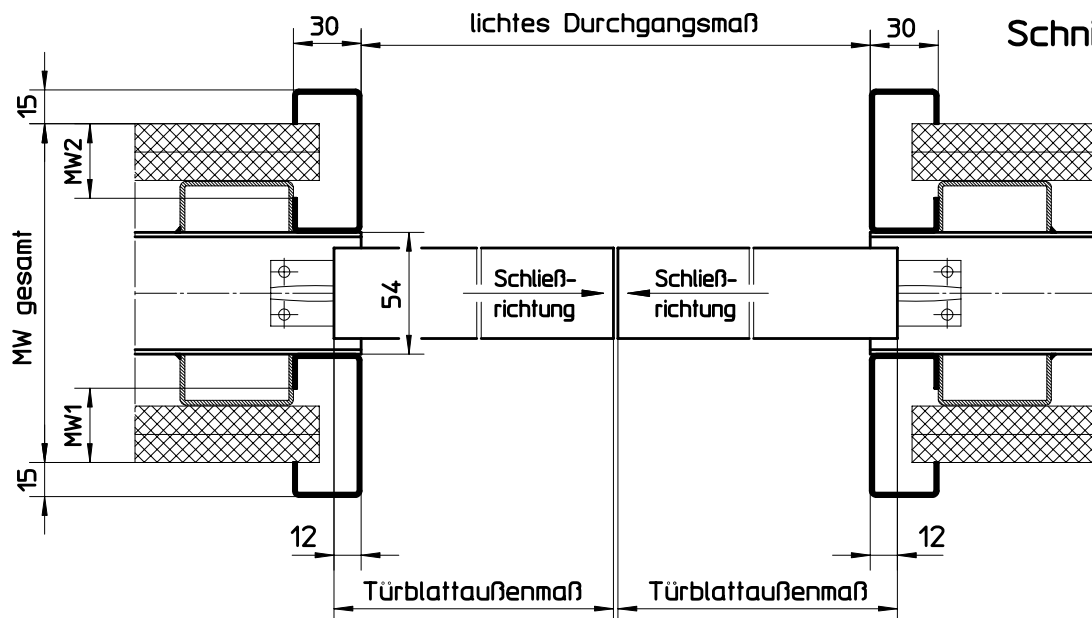 30
lichtes Durchgangsmaß
30
Schni
15
MW2
MW gesamt
54
Schließ-
richtung
Schließ-
richtung
MW1
15
12
12
Türblattaußenmaß
Türblattaußenmaß